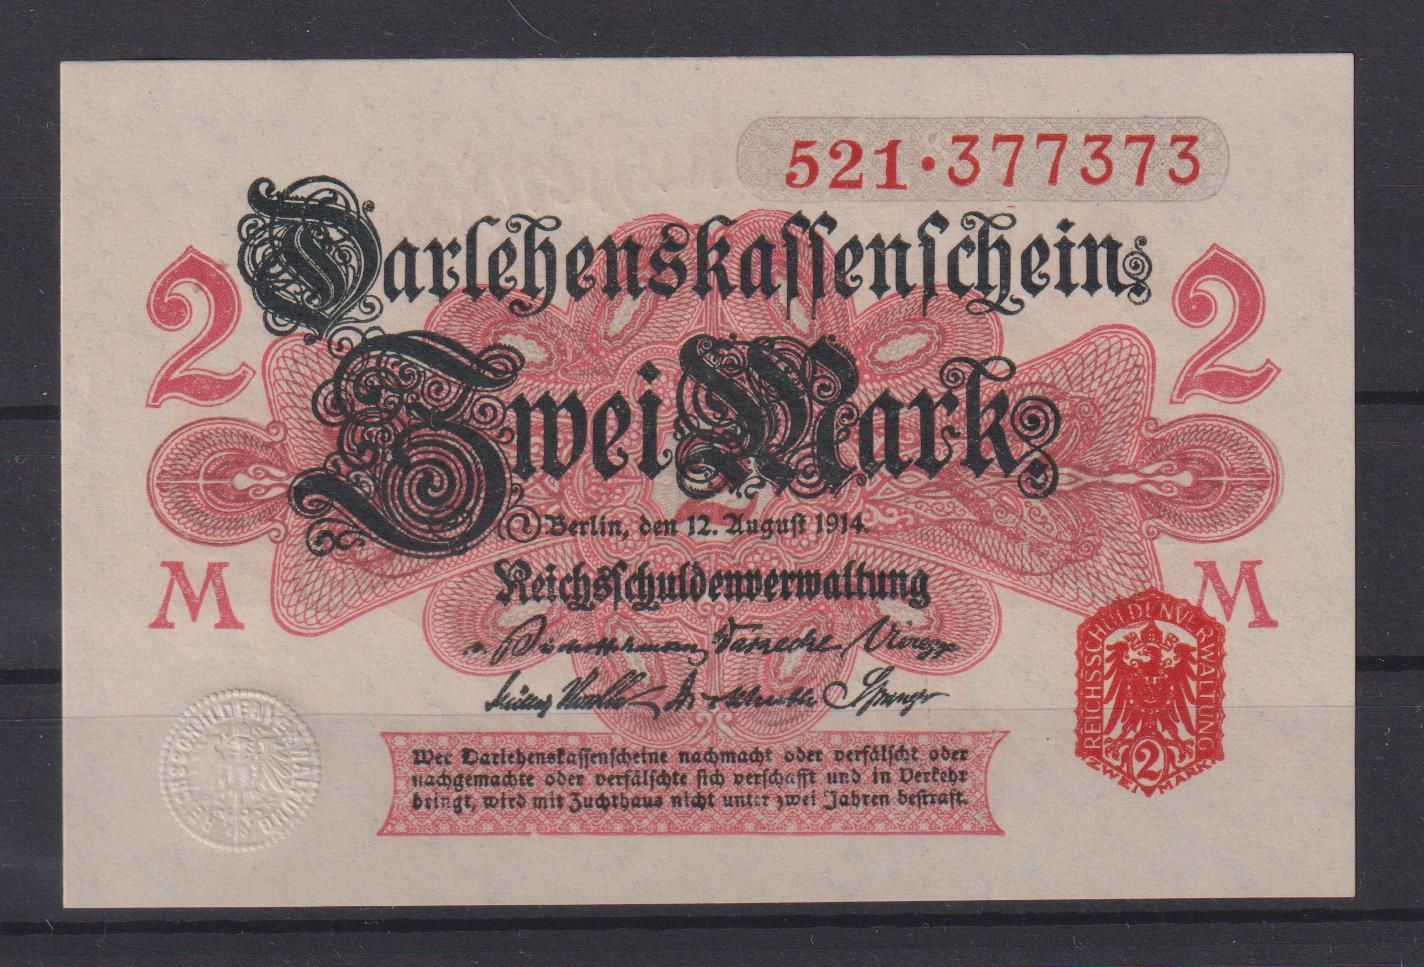 521·377373
Darlehenskassenschein.
2
2
Zwei Mark.
Berlin, den 12. August 1914.
Reichsschuldenverwaltung
M
M
REICHSSCHULDENVERWALTUNG
2
ZWEI MARK
REICHSSCHULDENVERWALTUNG
Wer Darlehenskassenscheine nachmacht oder verfälscht oder
nachgemachte oder verfälschte sich verschafft und in Verkehr
bringt, wird mit Zuchthaus nicht unter zwei Jahren bestraft.